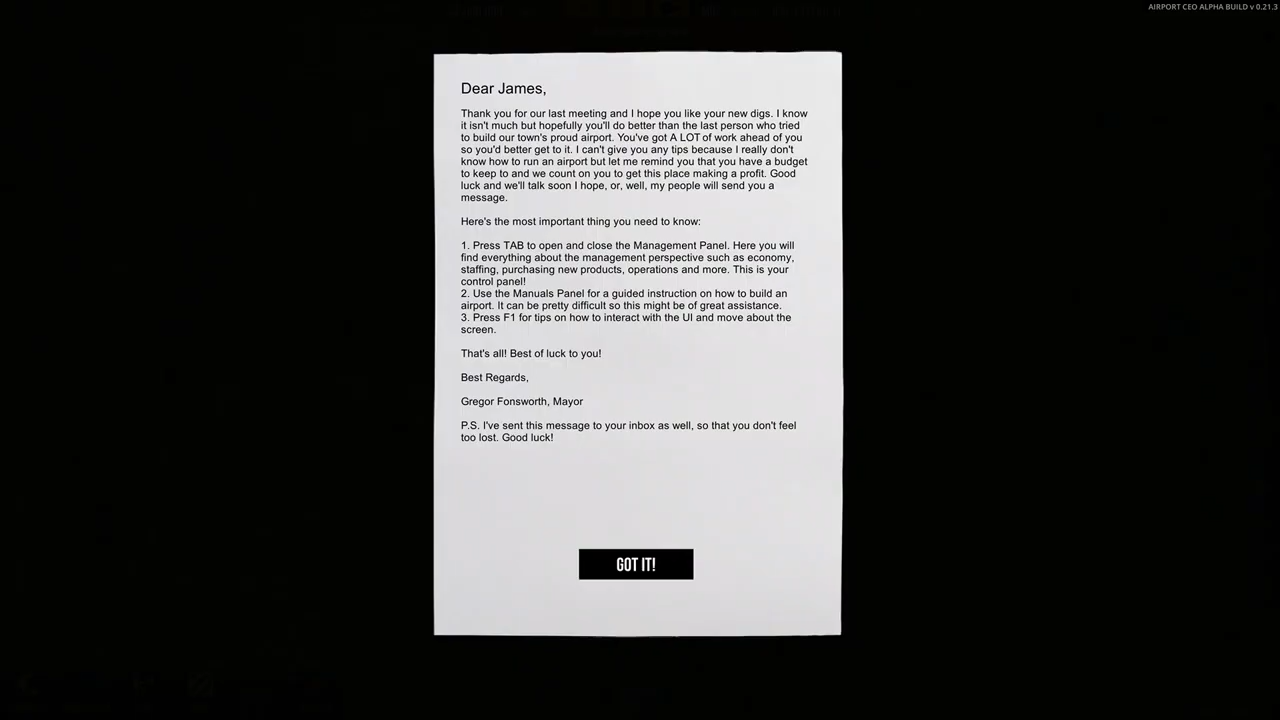 AIRPORT CEO ALPHA BUILD v 0.21.3
Dear James,
Thank you for our last meeting and I hope you like your new digs. I know
it isn't much but hopefully you'll do better than the last person who tried
to build our town's proud airport. You've got A LOT of work ahead of you
so you'd better get to it. I can't give you any tips because I really don't
know how to run an airport but let me remind you that you have a budget
to keep to and we count on you to get this place making a profit. Good
luck and we'll talk soon I hope, or, well, my people will send you a
message.
Here's the most important thing you need to know:
1. Press TAB to open and close the Management Panel. Here you will
find everything about the management perspective such as economy,
staffing, purchasing new products, operations and more. This is your
control panel!
2. Use the Manuals Panel for a guided instruction on how to build an
airport. It can be pretty difficult so this might be of great assistance.
3. Press F1 for tips on how to interact with the UI and move about the
screen.
That's all! Best of luck to you!
Best Regards,
Gregor Fonsworth, Mayor
P.S. I've sent this message to your inbox as well, so that you don't feel
too lost. Good luck!
GOT IT!